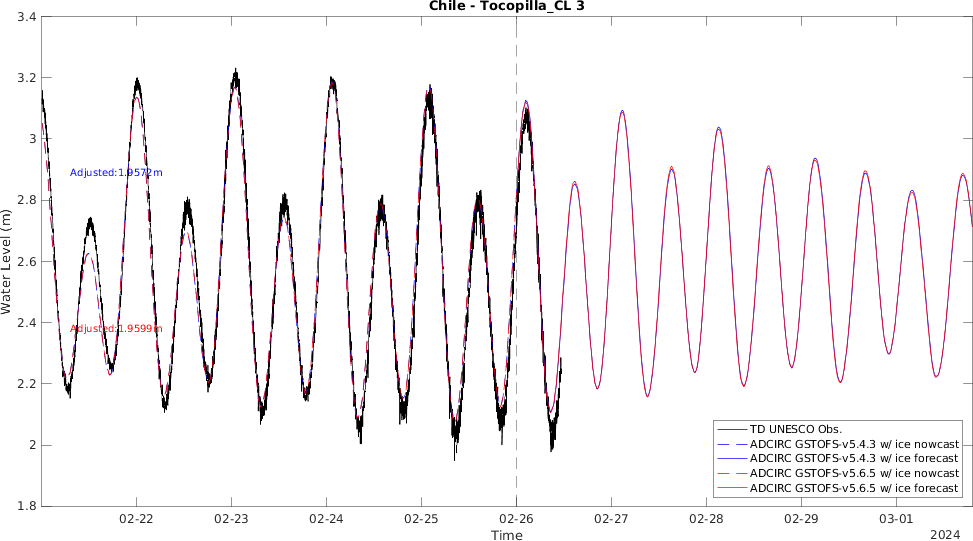 Chile - Tocopilla_CL 3
3.4
3.2
3
2.8
2.6
2.4
2.2
2
1.8
Water Level (m)
Adjusted:1.9572m
Adjusted:1.9599m
TD UNESCO Obs.
ADCIRC GSTOFS-v5.4.3 w/ ice nowcast
ADCIRC GSTOFS-v5.4.3 w/ ice forecast
ADCIRC GSTOFS-v5.6.5 w/ ice nowcast
ADCIRC GSTOFS-v5.6.5 w/ ice forecast
02-22 02-23 02-24 02-25 02-26 02-27 02-28 02-29 03-01
Time
2024